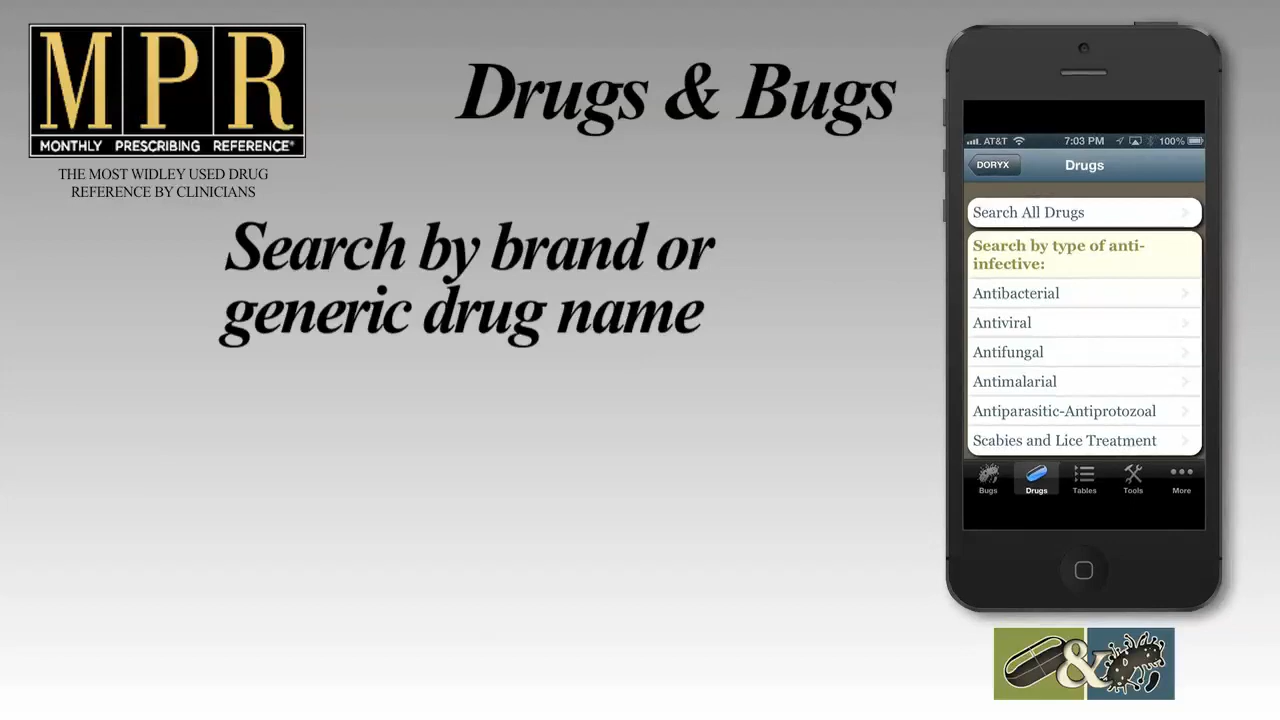 MPR
MONTHLY PRESCRIBING REFERENCE®
THE MOST WIDLEY USED DRUG
REFERENCE BY CLINICIANS
Drugs & Bugs
Search by brand or
generic drug name
AT&T 7:03 PM 100%
DORYX Drugs
Search All Drugs
Search by type of anti-
infective:
Antibacterial
Antiviral
Antifungal
Antimalarial
Antiparasitic-Antiprotozoal
Scabies and Lice Treatment
Bugs Drugs Tables Tools More
&